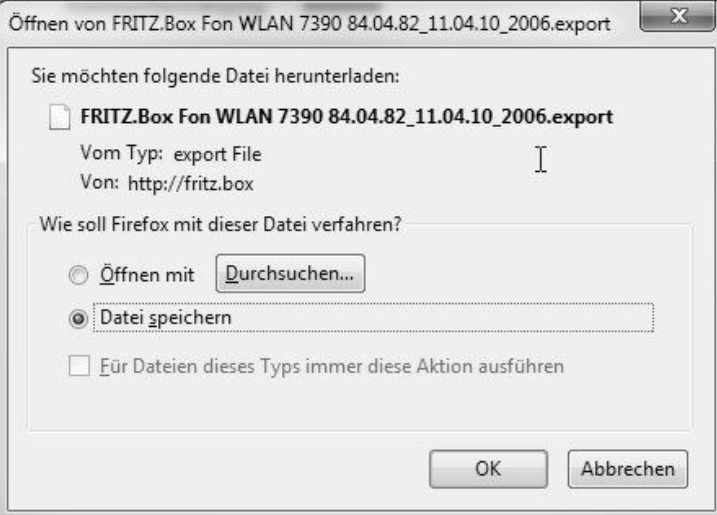 Öffnen von FRITZ.Box Fon WLAN 7390 84.04.82_11.04.10_2006.export
Sie möchten folgende Datei herunterladen:
FRITZ.Box Fon WLAN 7390 84.04.82_11.04.10_2006.export
Vom Typ: export File
Von: http://fritz.box
Wie soll Firefox mit dieser Datei verfahren?
Öffnen mit Durchsuchen...
Datei speichern
Für Dateien dieses Typs immer diese Aktion ausführen
OK Abbrechen